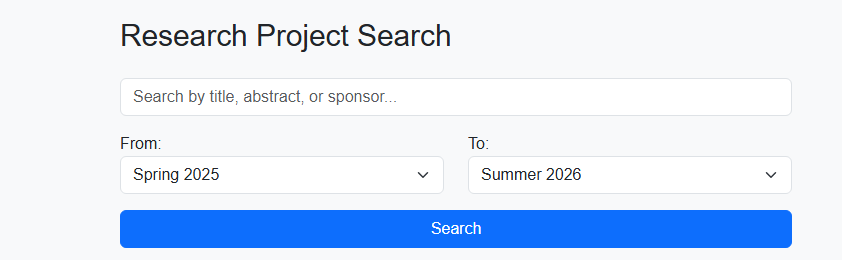 Research Project Search
Search by title, abstract, or sponsor...
From: To:
Spring 2025 Summer 2026
Search